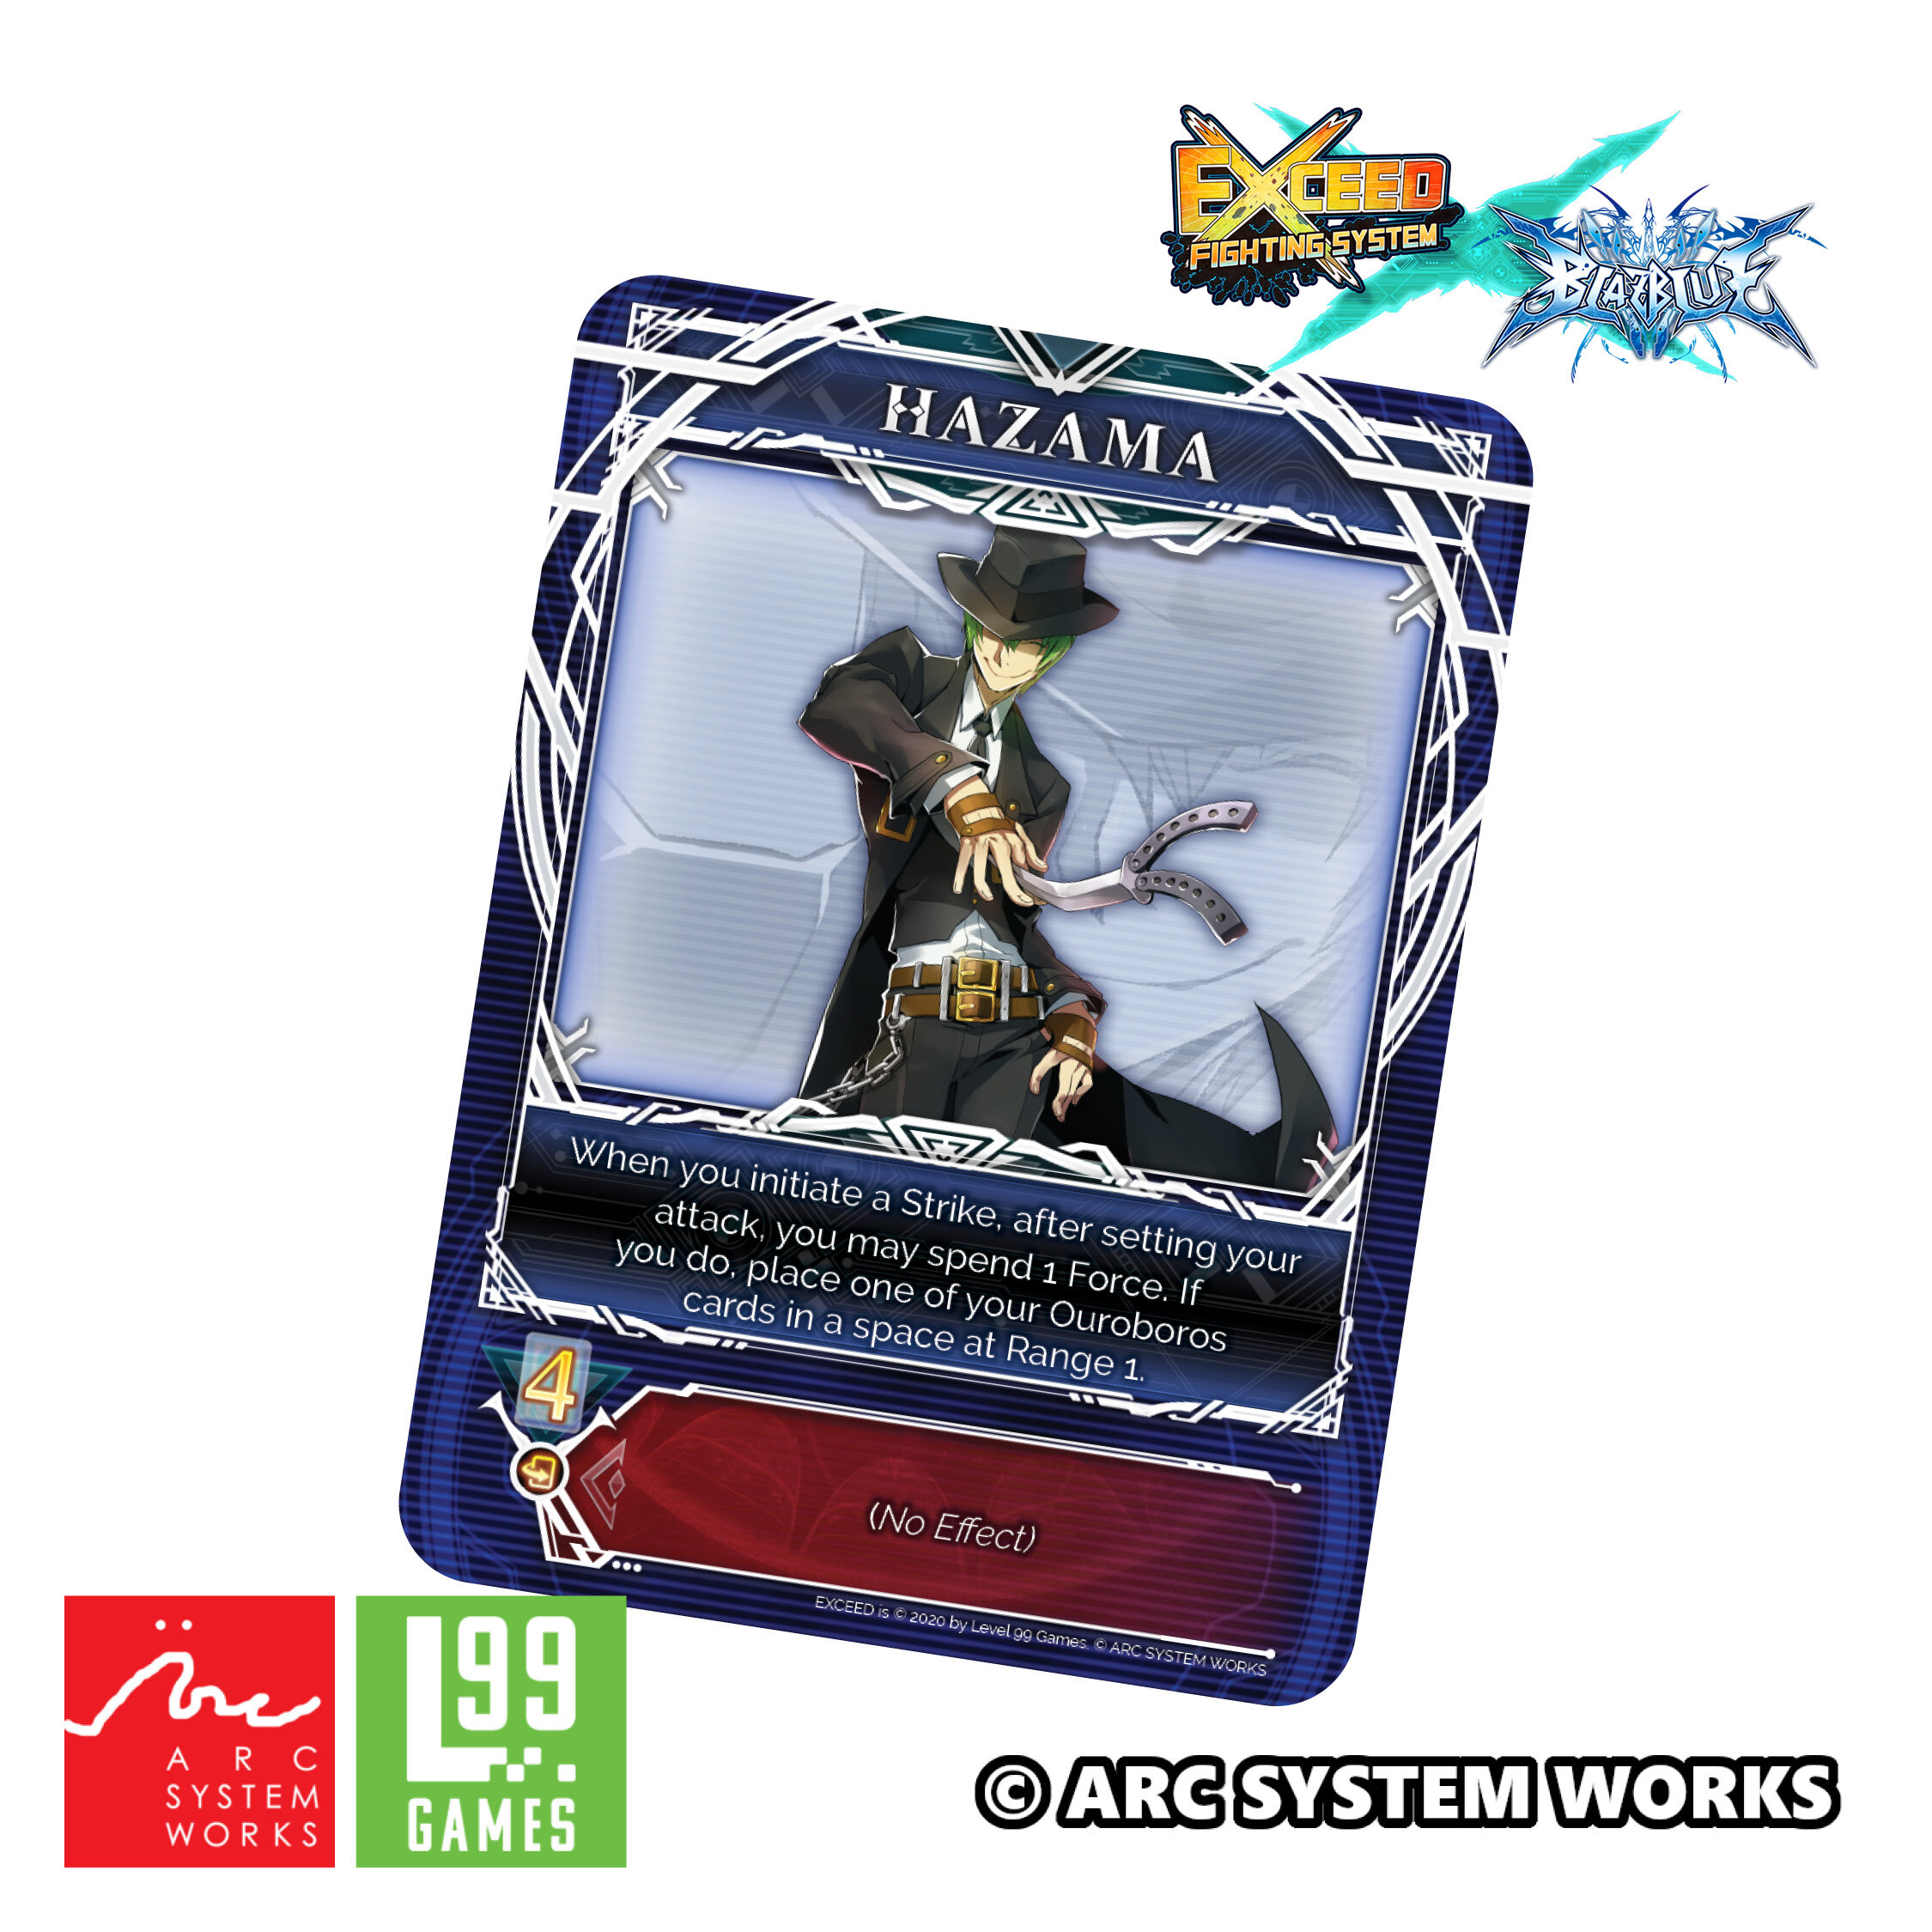 EXCEED
FIGHTING SYSTEM
BLAZBLUE
HAZAMA
When you initiate a Strike, after setting your
attack, you may spend 1 Force. If
you do, place one of your Ouroboros
cards in a space at Range 1.
4
(No Effect)
EXCEED is © 2020 by Level 99 Games. © ARC SYSTEM WORKS
Arc
ARC
SYSTEM
WORKS
L99
GAMES
© ARC SYSTEM WORKS